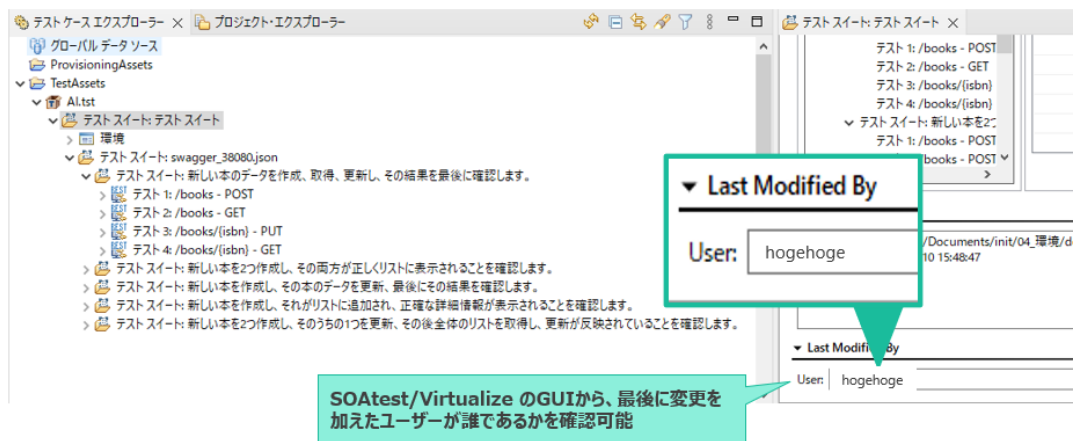 テスト ケース エクスプローラー
プロジェクト・エクスプローラー
グローバル データ ソース
ProvisioningAssets
TestAssets
AI.tst
テスト スイート: テスト スイート
環境
テスト スイート: swagger_38080.json
テスト スイート: 新しい本のデータを作成、取得、更新し、その結果を最後に確認します。
テスト 1: /books - POST
テスト 2: /books - GET
テスト 3: /books/{isbn} - PUT
テスト 4: /books/{isbn} - GET
テスト スイート: 新しい本を2つ作成し、その両方が正しくリストに表示されることを確認します。
テスト スイート: 新しい本を作成し、その本のデータを更新、最後にその結果を確認します。
テスト スイート: 新しい本を作成し、それがリストに追加され、正確な詳細情報が表示されることを確認します。
テスト スイート: 新しい本を2つ作成し、そのうちの1つを更新、その後全体のリストを取得し、更新が反映されていることを確認します。
テスト スイート: テスト スイート
テスト 1: /books - POST
テスト 2: /books - GET
テスト 3: /books/{isbn}
テスト 4: /books/{isbn}
テスト スイート: 新しい本を2つ
テスト 1: /books - POST
books - POST
Last Modified By
User: hogehoge
/Documents/init/04_環境/d
10 15:48:47
Last Modifi By
User: hogehoge
SOAtest/Virtualize のGUIから、最後に変更を
加えたユーザーが誰であるかを確認可能